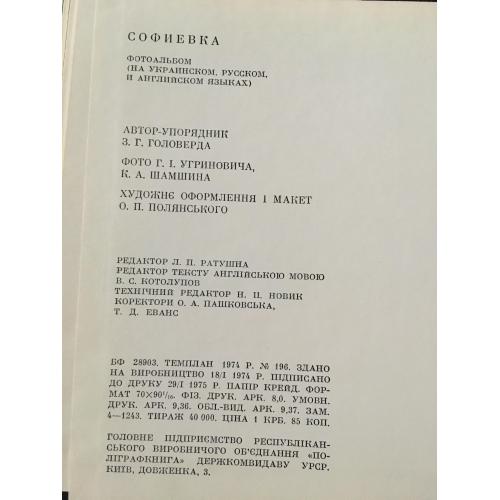 СОФИЕВКА
ФОТОАЛЬБОМ
(НА УКРАИНСКОМ, РУССКОМ,
И АНГЛИЙСКОМ ЯЗЫКАХ)
АВТОР-УПОРЯДНИК
З. Г. ГОЛОВЕРДА
ФОТО Г. І. УГРИНОВИЧА,
К. А. ШАМШИНА
ХУДОЖНЄ ОФОРМЛЕННЯ І МАКЕТ
О. П. ПОЛЯНСЬКОГО
РЕДАКТОР Л. П. РАТУШНА
РЕДАКТОР ТЕКСТУ АНГЛІЙСЬКОЮ МОВОЮ
В. С. КОТОЛУПОВ
ТЕХНІЧНИЙ РЕДАКТОР Н. П. НОВИК
КОРЕКТОРИ О. А. ПАШКОВСЬКА,
Т. Д. ЕВАНС
БФ 28903. ТЕМПЛАН 1974 Р. № 196. ЗДАНО
НА ВИРОБНИЦТВО 18/І 1974 Р. ПІДПИСАНО
ДО ДРУКУ 29/І 1975 Р. ПАПІР КРЕЙД. ФОР-
МАТ 70×90¹/₁₆. ФІЗ. ДРУК. АРК. 8,0. УМОВН.
ДРУК. АРК. 9,36. ОБЛ.-ВИД. АРК. 9,37. ЗАМ.
4—1243. ТИРАЖ 40 000. ЦІНА 1 КРБ. 85 КОП.
ГОЛОВНЕ ПІДПРИЄМСТВО РЕСПУБЛІКАН-
СЬКОГО ВИРОБНИЧОГО ОБ'ЄДНАННЯ «ПО-
ЛІГРАФКНИГА» ДЕРЖКОМВИДАВУ УРСР.
КИЇВ, ДОВЖЕНКА, 3.